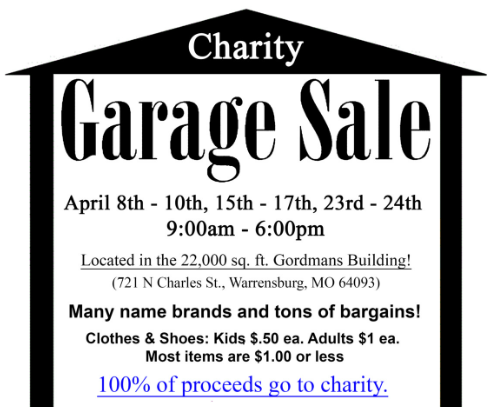 Charity
Garage Sale
April 8th - 10th, 15th - 17th, 23rd - 24th
9:00am - 6:00pm
Located in the 22,000 sq. ft. Gordmans Building!
(721 N Charles St., Warrensburg, MO 64093)
Many name brands and tons of bargains!
Clothes & Shoes: Kids $.50 ea. Adults $1 ea.
Most items are $1.00 or less
100% of proceeds go to charity.